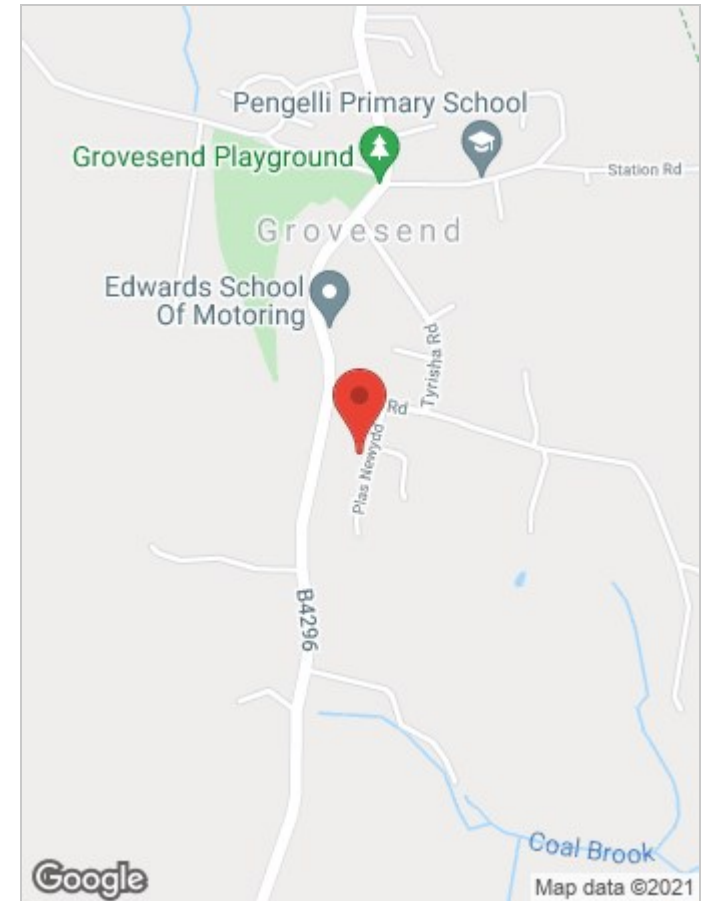 Pengelli Primary School
Grovesend Playground
Station Rd
Grovesend
Edwards School
Of Motoring
Tyrisha Rd
Rd
Plas Newydd
B4296
Coal Brook
Google
Map data ©2021